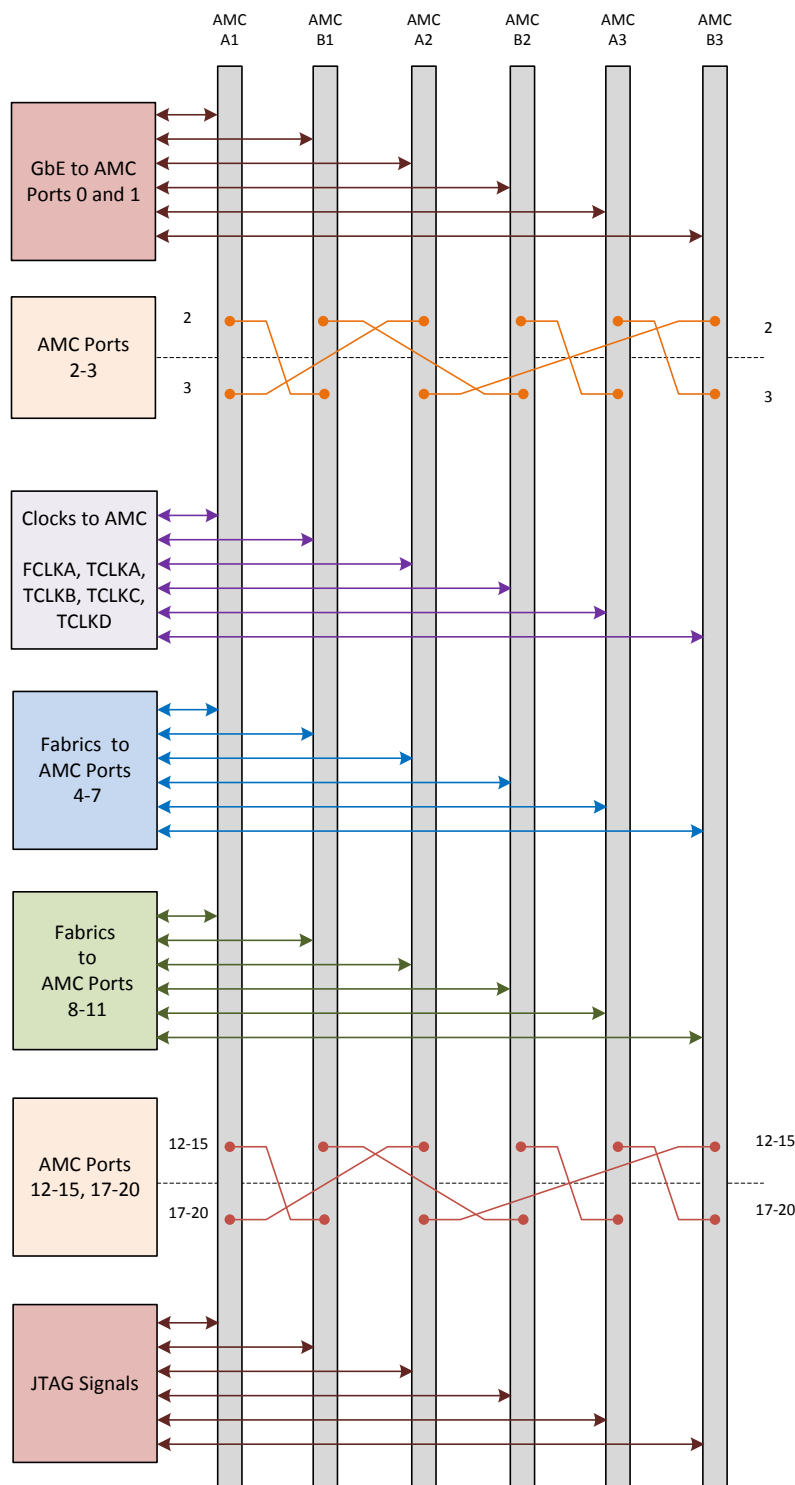 AMC
A1
AMC
B1
AMC
A2
AMC
B2
AMC
A3
AMC
B3
GbE to AMC
Ports 0 and 1
AMC Ports
2-3
2
3
2
3
Clocks to AMC
FCLKA, TCLKA,
TCLKB, TCLKC,
TCLKD
Fabrics to
AMC Ports
4-7
Fabrics
to
AMC Ports
8-11
AMC Ports
12-15, 17-20
12-15
17-20
12-15
17-20
JTAG Signals